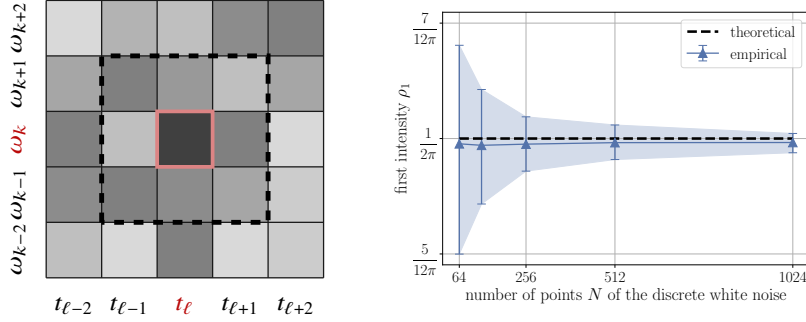 ω_{k+2}
ω_{k+1}
ω_k
ω_{k−1}
ω_{k−2}
t_{ℓ−2} t_{ℓ−1} t_ℓ t_{ℓ+1} t_{ℓ+2}
first intensity ρ₁
7/12π
1/2π
5/12π
theoretical
empirical
64 256 512 1024
number of points N of the discrete white noise